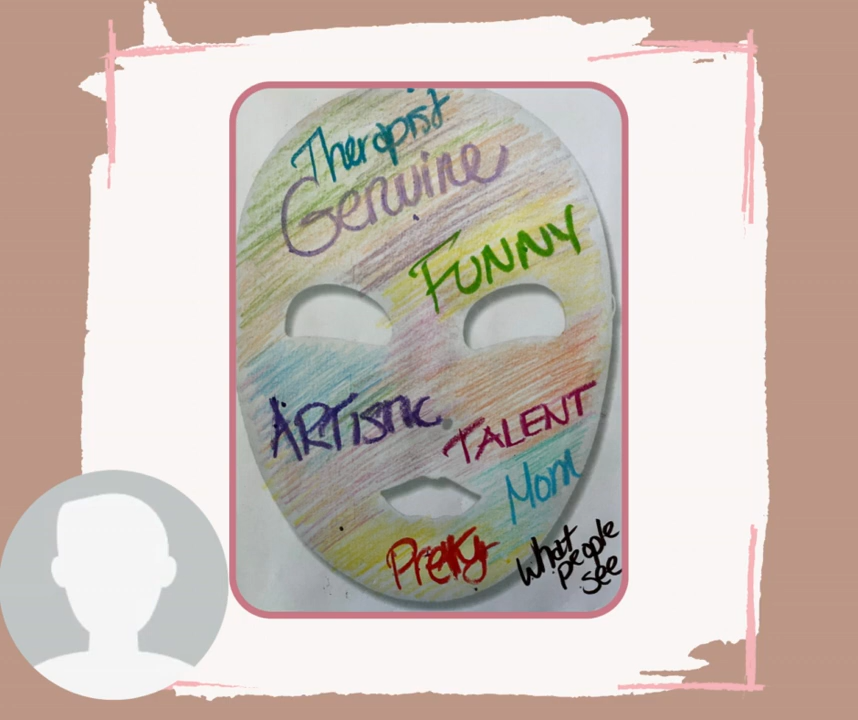 Therapist
Genuine
FUNNY
ARTistic
TALENT
Mom
Pretty
What
people
see